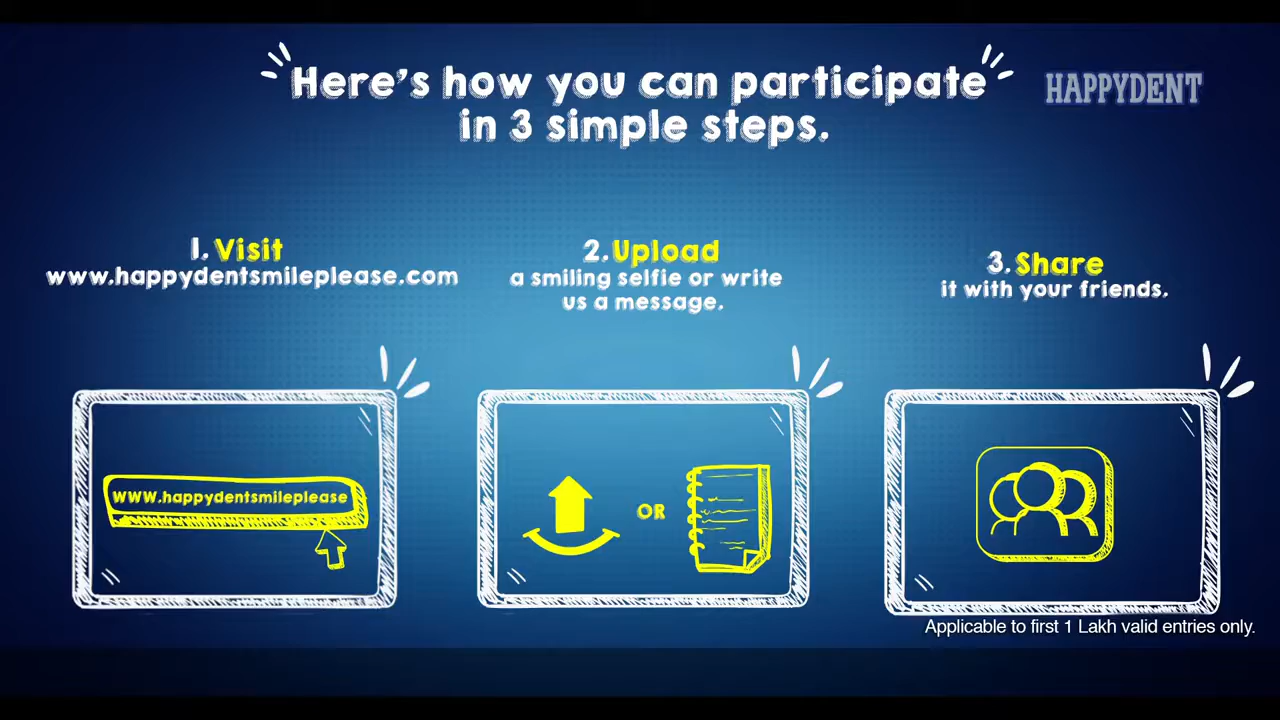 Here's how you can participate
in 3 simple steps.
HAPPYDENT
1. Visit
www.happydentsmileplease.com
2. Upload
a smiling selfie or write
us a message.
3. Share
it with your friends.
WWW.happydentsmileplease
OR
Applicable to first 1 Lakh valid entries only.